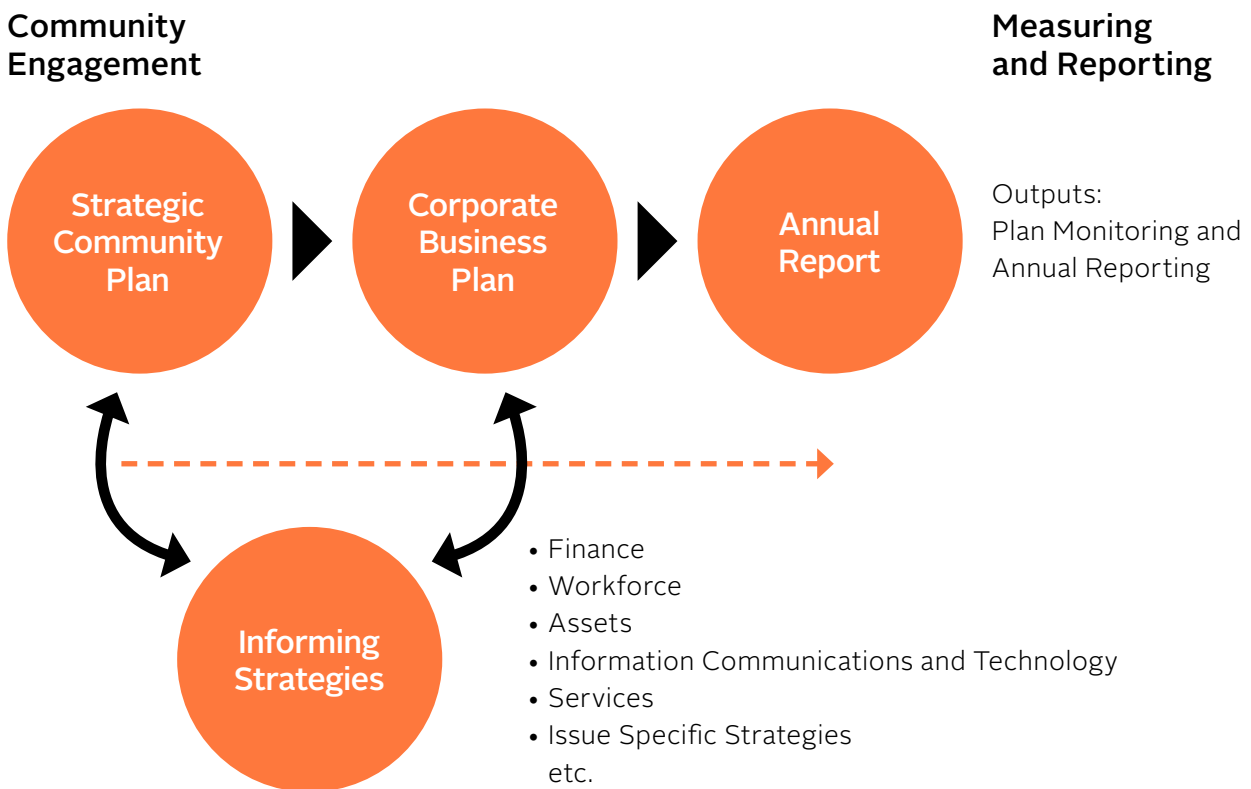 Community
Engagement
Measuring
and Reporting
Strategic
Community
Plan
Corporate
Business
Plan
Annual
Report
Outputs:
Plan Monitoring and
Annual Reporting
Informing
Strategies
• Finance
• Workforce
• Assets
• Information Communications and Technology
• Services
• Issue Specific Strategies
etc.